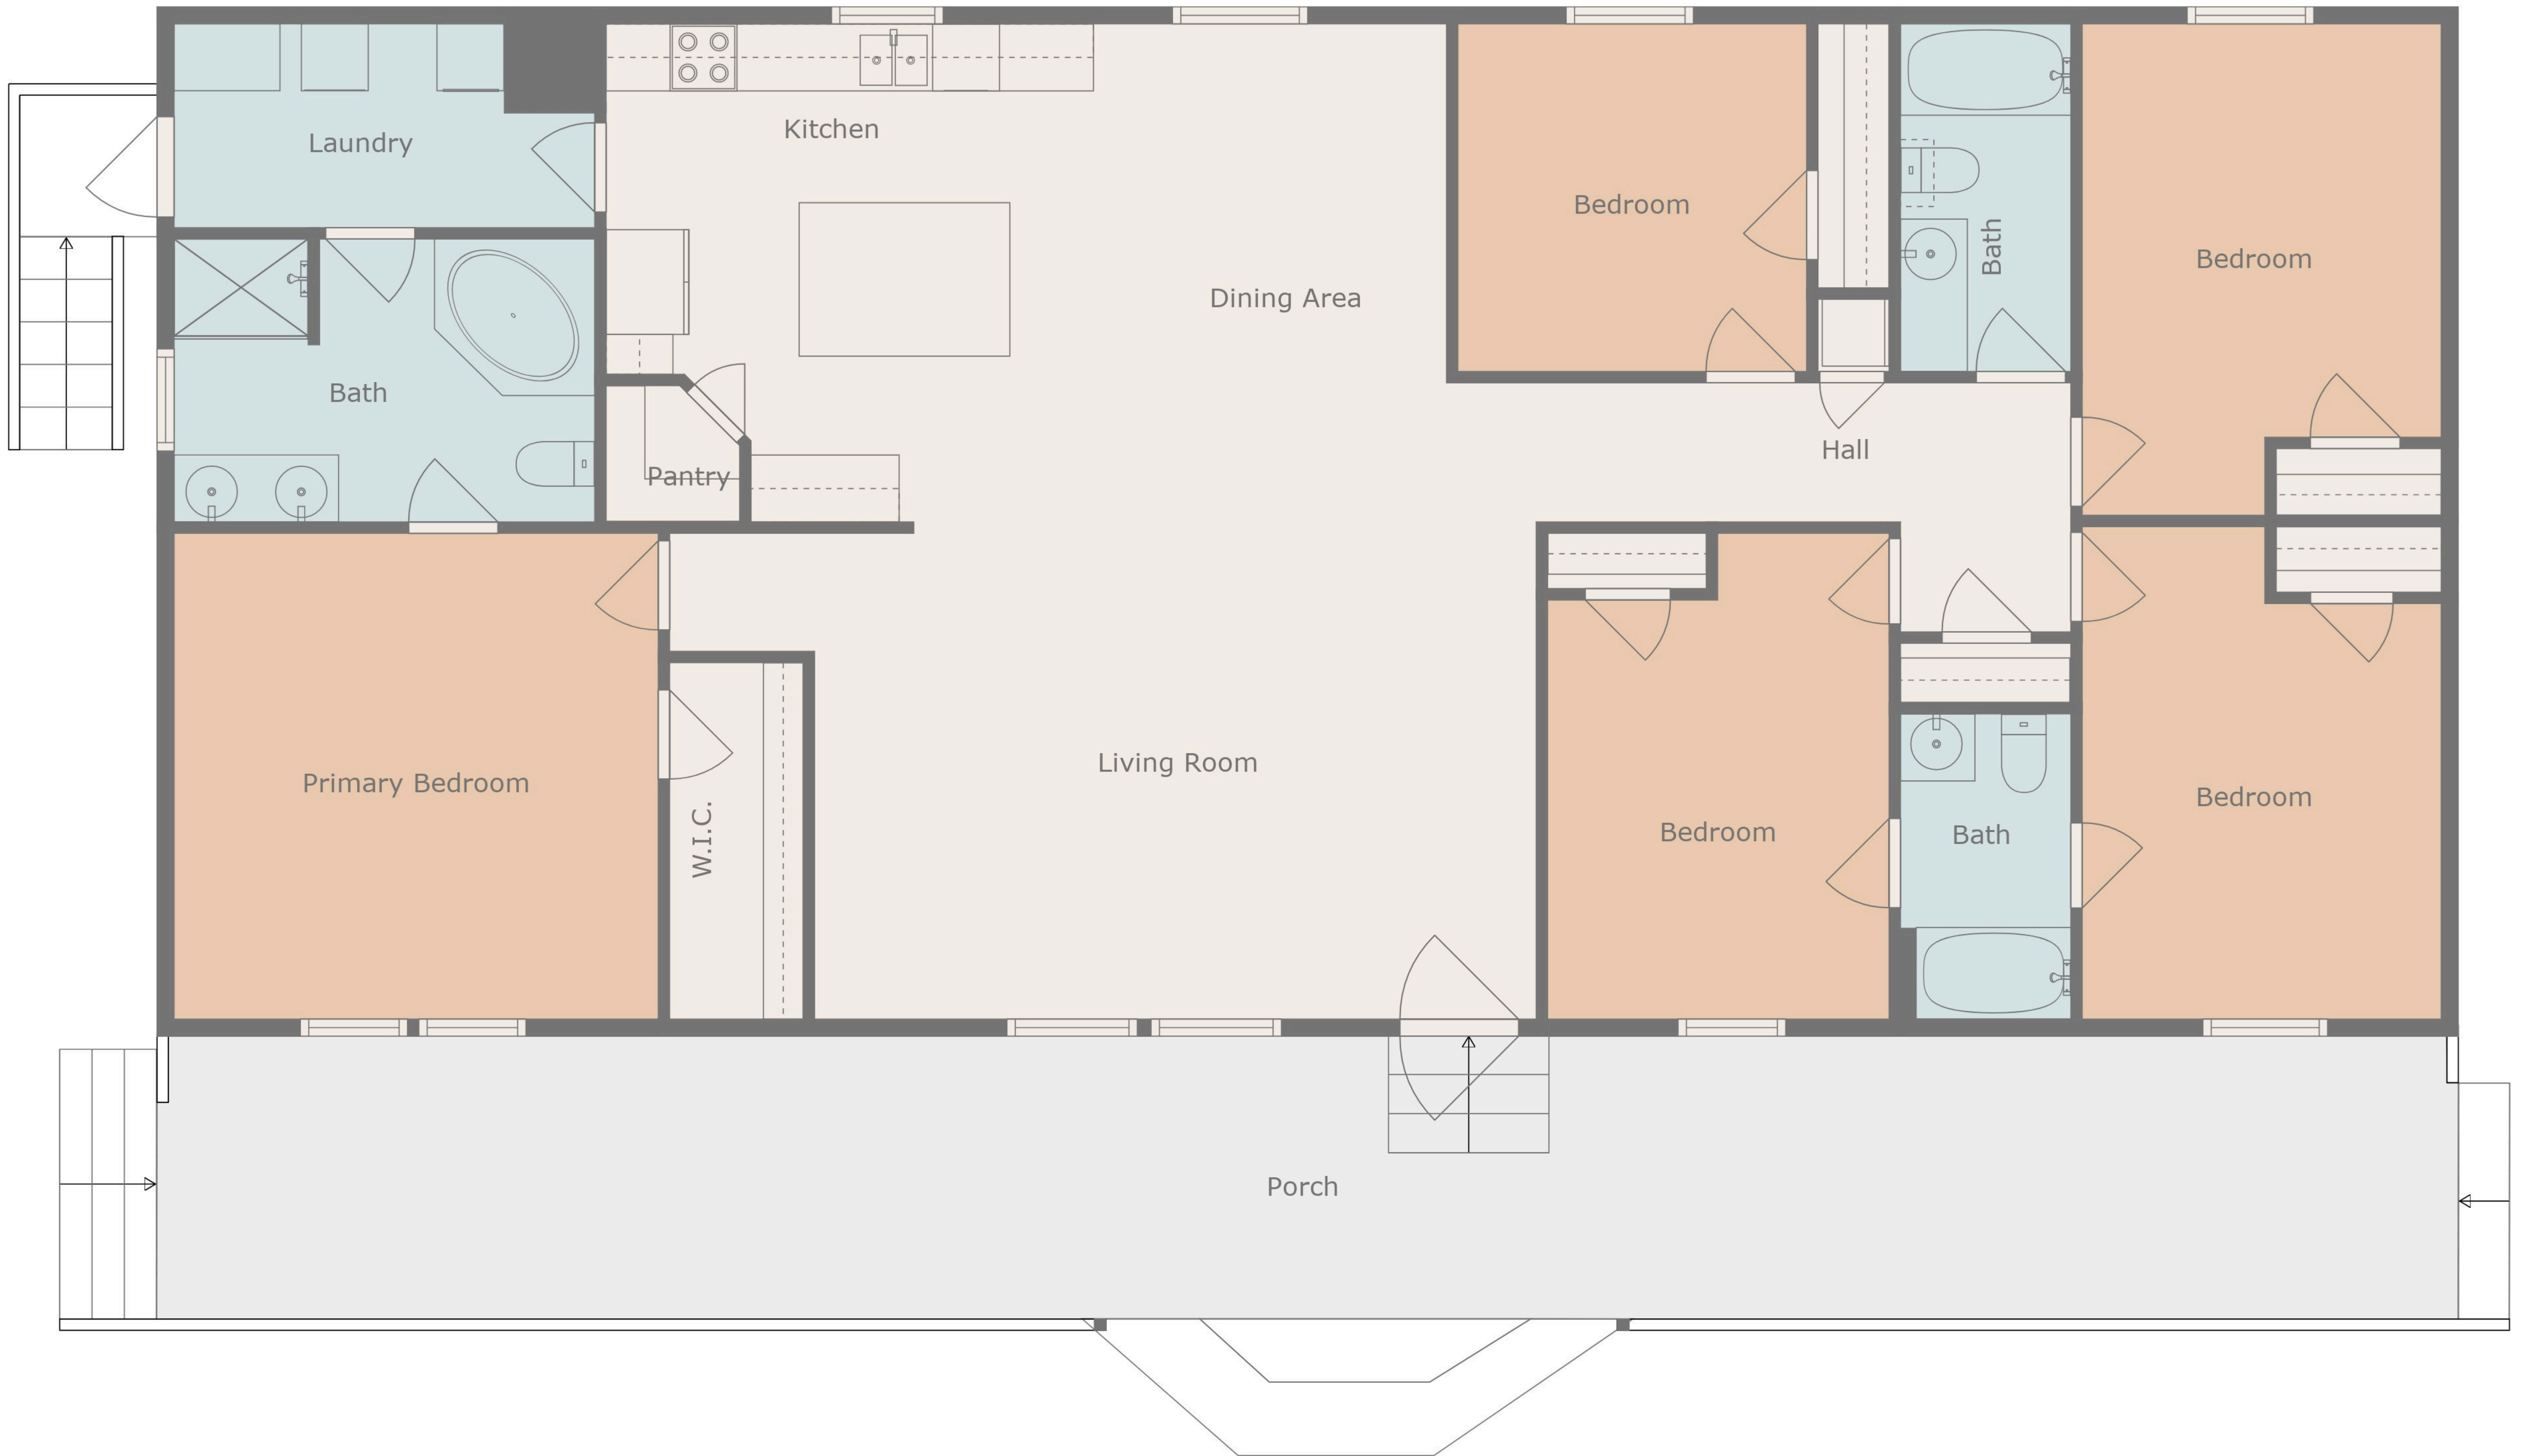 Laundry
Kitchen
Bedroom
Bath
Bedroom
Dining Area
Bath
Hall
Pantry
Primary Bedroom
W.I.C.
Living Room
Bedroom
Bath
Bedroom
Porch